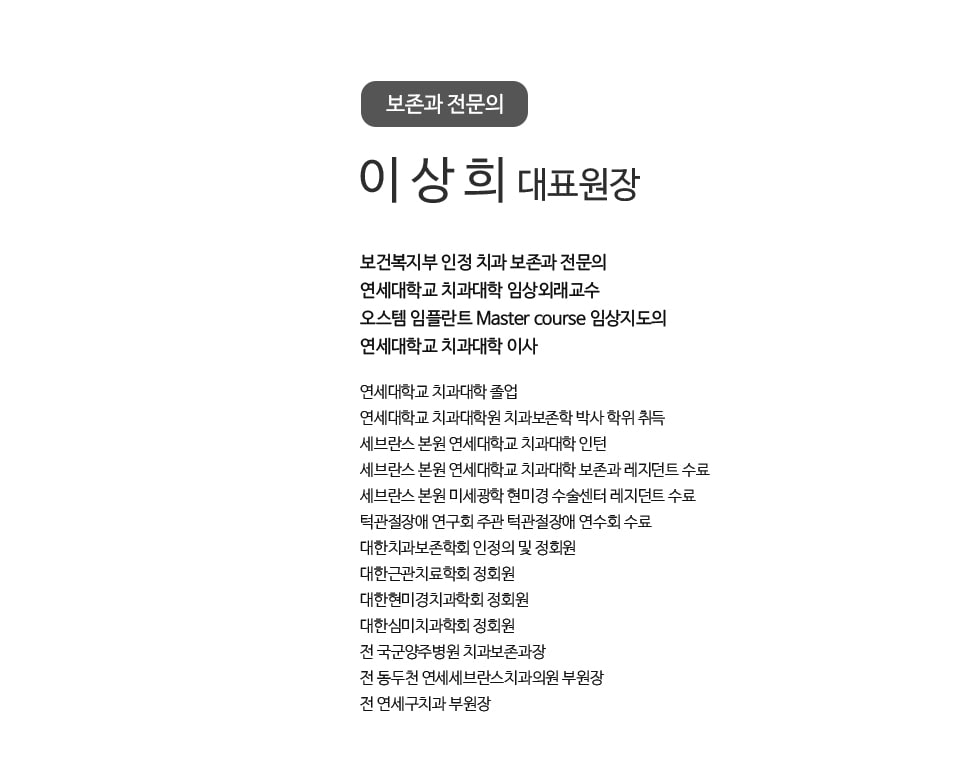 보존과 전문의
이상희 대표원장
보건복지부 인정 치과 보존과 전문의
연세대학교 치과대학 임상외래교수
오스템 임플란트 Master course 임상지도의
연세대학교 치과대학 이사
연세대학교 치과대학 졸업
연세대학교 치과대학원 치과보존학 박사 학위 취득
세브란스 본원 연세대학교 치과대학 인턴
세브란스 본원 연세대학교 치과대학 보존과 레지던트 수료
세브란스 본원 미세광학 현미경 수술센터 레지던트 수료
턱관절장애 연구회 주관 턱관절장애 연수회 수료
대한치과보존학회 인정의 및 정회원
대한근관치료학회 정회원
대한현미경치과학회 정회원
대한심미치과학회 정회원
전 국군양주병원 치과보존과장
전 동두천 연세세브란스치과의원 부원장
전 연세구치과 부원장